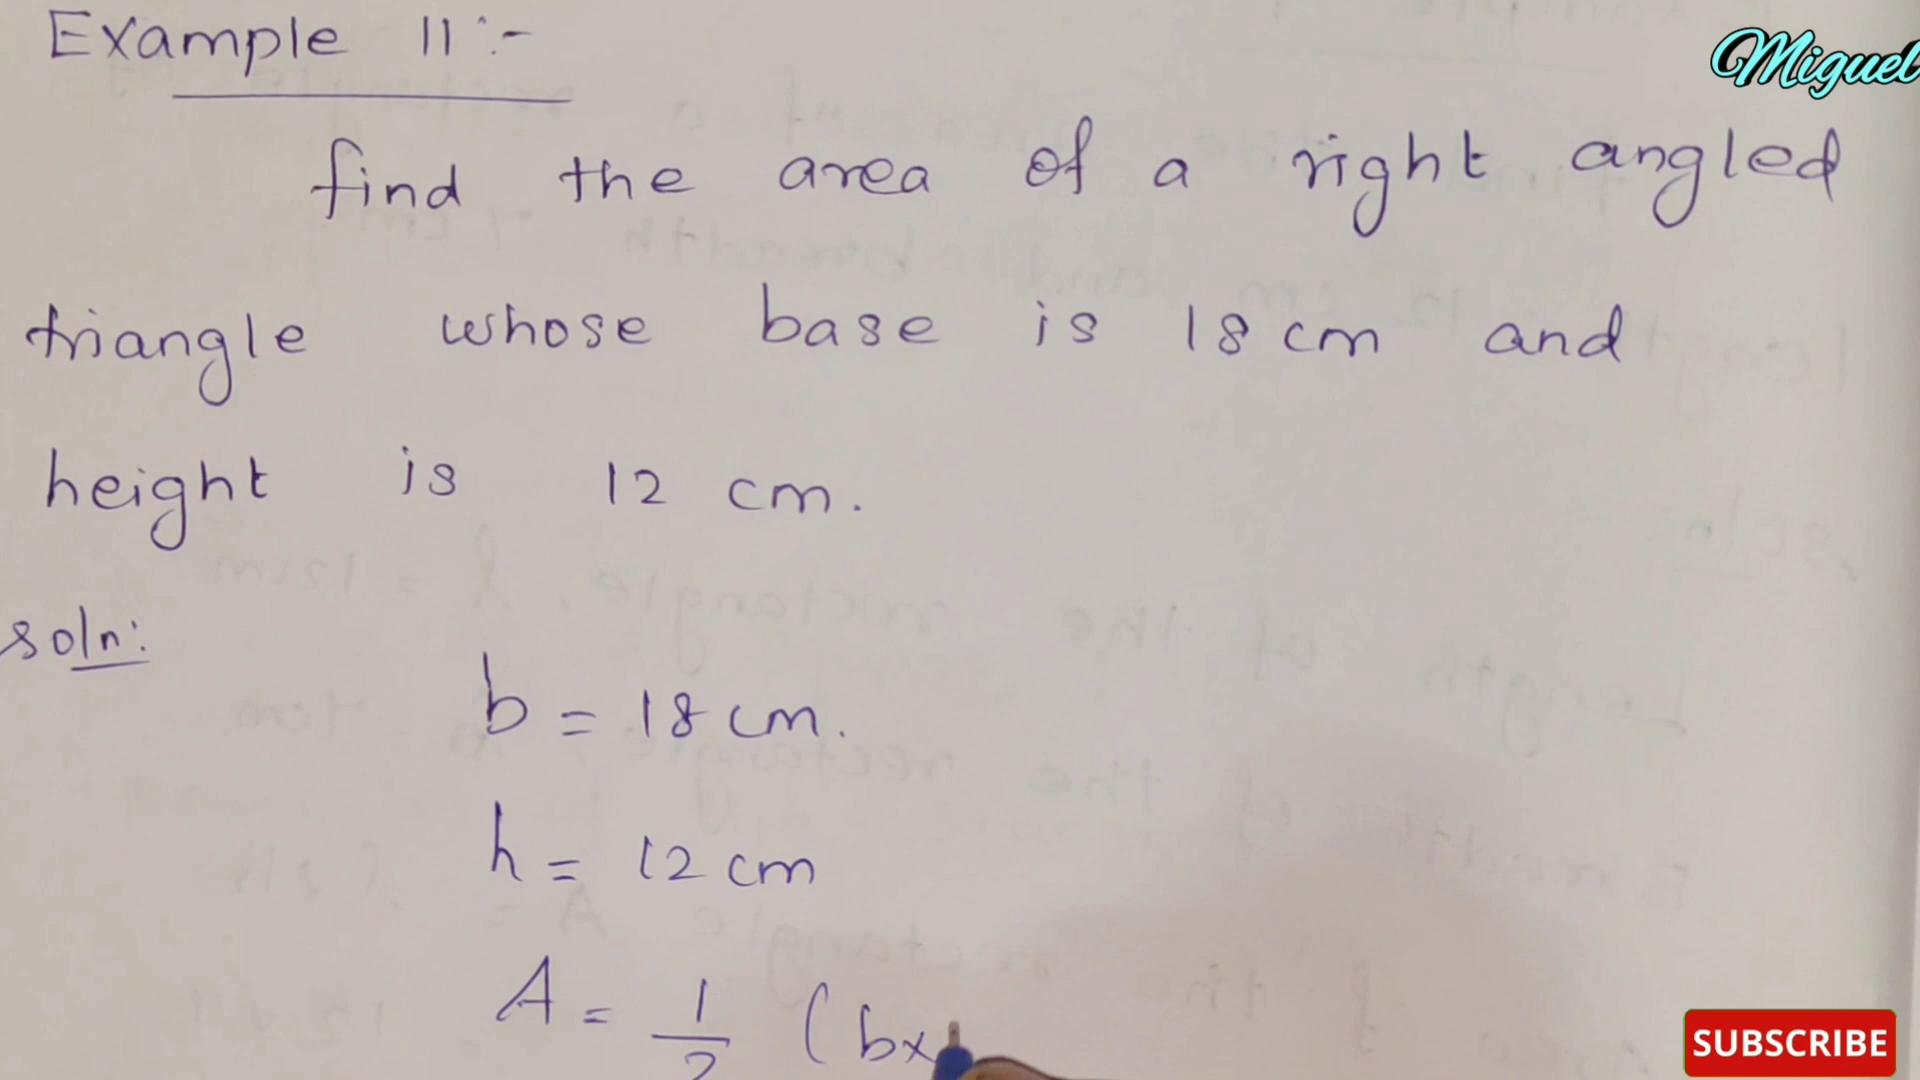 Example 11:-
Miguel
find the area of a right angled
triangle whose base is 18 cm and
height is 12 cm.
soln:
b = 18 cm.
h = 12 cm
A = 1/2 (b×
SUBSCRIBE